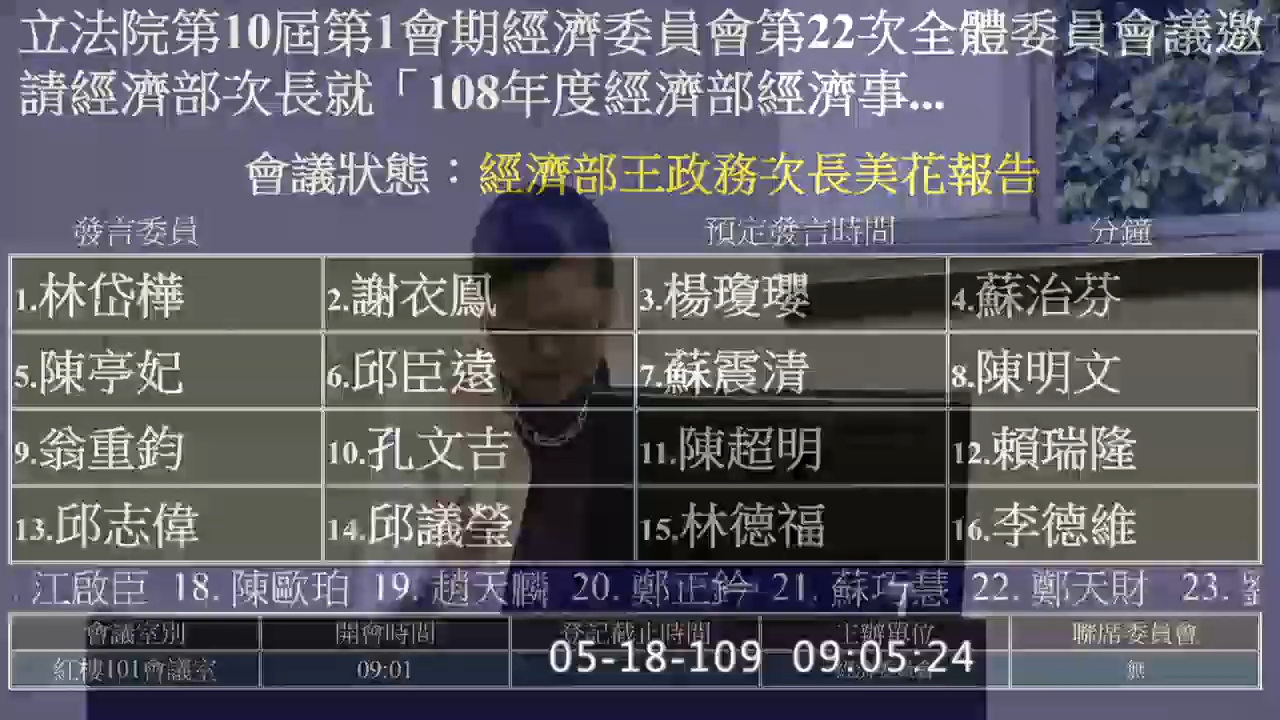 立法院第10屆第1會期經濟委員會第22次全體委員會議邀
請經濟部次長就「108年度經濟部經濟事...
會議狀態：經濟部王政務次長美花報告
發言委員 預定發言時間 分鐘
1.林岱樺 2.謝衣鳳 3.楊瓊瓔 4.蘇治芬
5.陳亭妃 6.邱臣遠 7.蘇震清 8.陳明文
9.翁重鈞 10.孔文吉 11.陳超明 12.賴瑞隆
13.邱志偉 14.邱議瑩 15.林德福 16.李德維
江啟臣 18. 陳歐珀 19. 趙天麟 20. 鄭正鈐 21. 蘇巧慧 22. 鄭天財 23.
會議室別 開會時間 登記截止時間 主辦單位 聯席委員會
紅樓101會議室 09:01 無
05-18-109 09:05:24